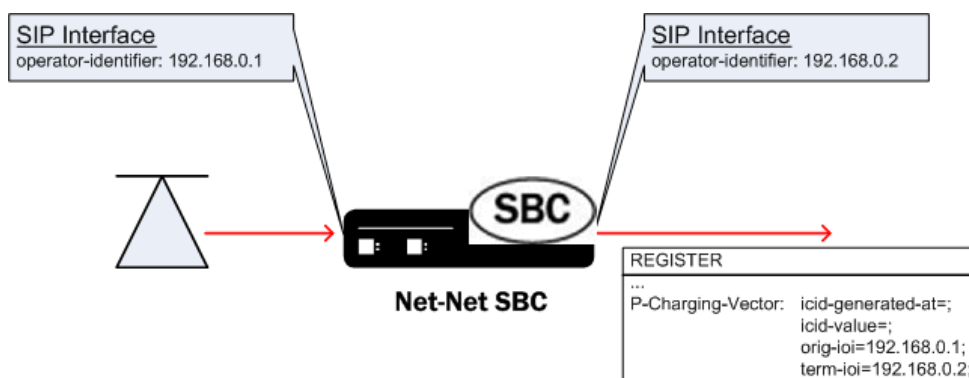 SIP Interface
operator-identifier: 192.168.0.1
SIP Interface
operator-identifier: 192.168.0.2
SBC
Net-Net SBC
REGISTER
...
P-Charging-Vector: icid-generated-at=;
icid-value=;
orig-ioi=192.168.0.1;
term-ioi=192.168.0.2;